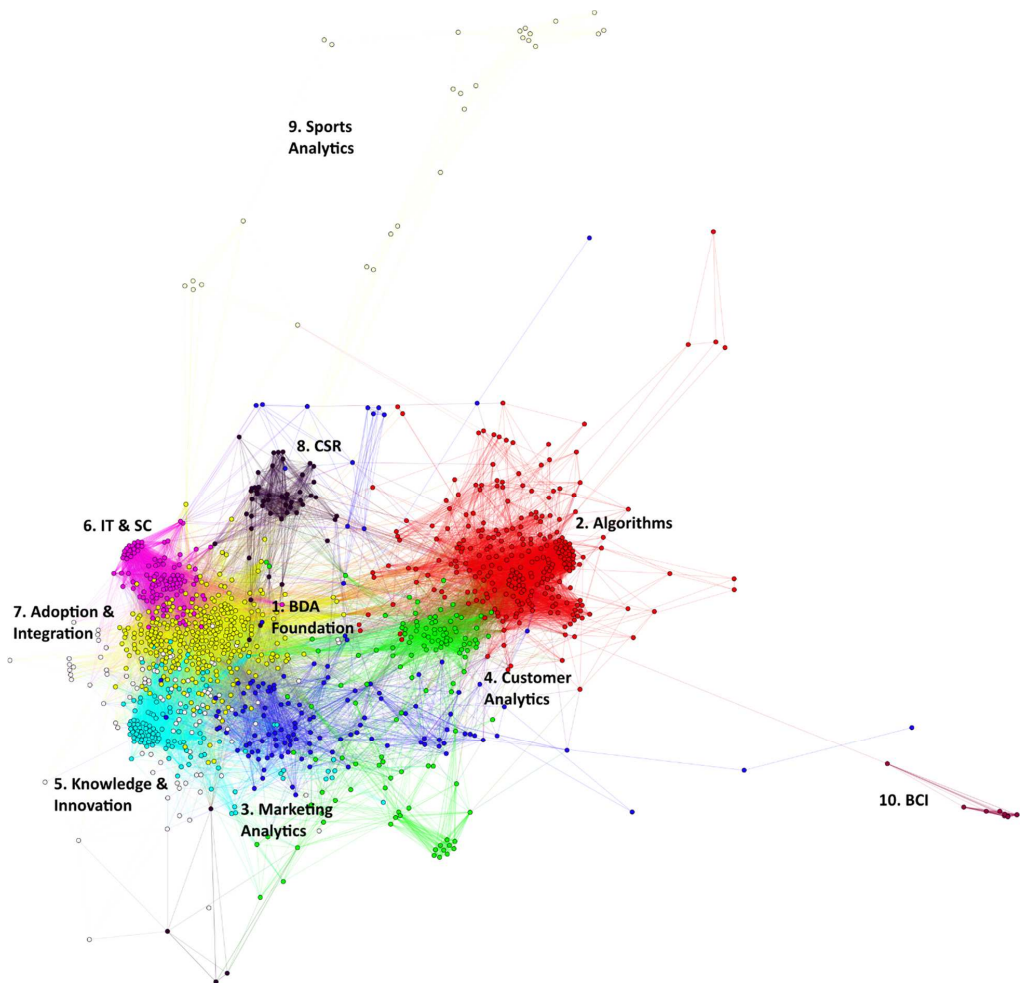 9. Sports
Analytics
8. CSR
6. IT & SC
2. Algorithms
7. Adoption &
Integration
1. BDA
Foundation
4. Customer
Analytics
5. Knowledge &
Innovation
3. Marketing
Analytics
10. BCI